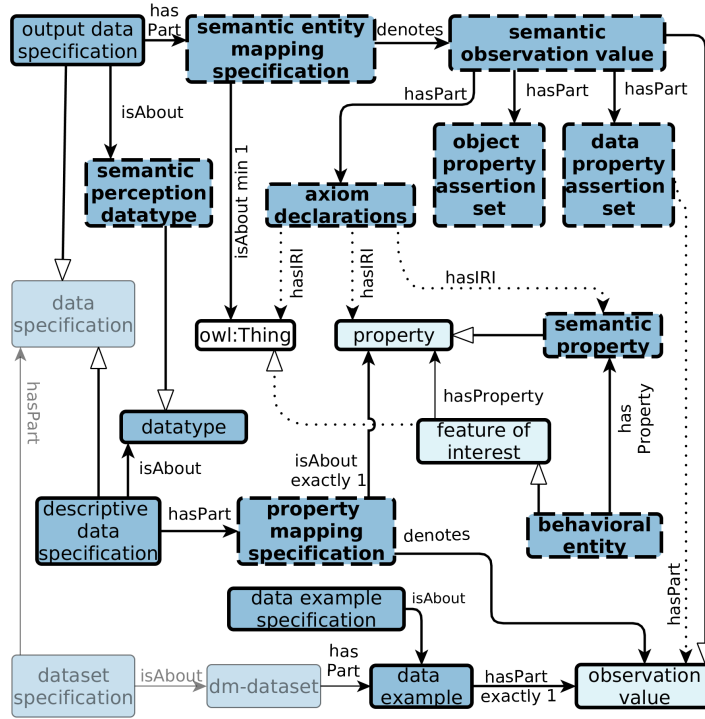 output data
specification
has
Part
semantic entity
mapping
specification
denotes
semantic
observation value
isAbout
hasPart
hasPart
hasPart
semantic
perception
datatype
isAbout min 1
axiom
declarations
object
property
assertion
set
data
property
assertion
set
hasIRI
hasIRI
hasIRI
data
specification
owl:Thing
property
semantic
property
hasPart
hasProperty
has
Property
datatype
feature of
interest
isAbout
isAbout
exactly 1
descriptive
data
specification
hasPart
property
mapping
specification
denotes
behavioral
entity
hasPart
data example
specification
isAbout
has
Part
dataset
specification
isAbout
dm-dataset
data
example
hasPart
exactly 1
observation
value